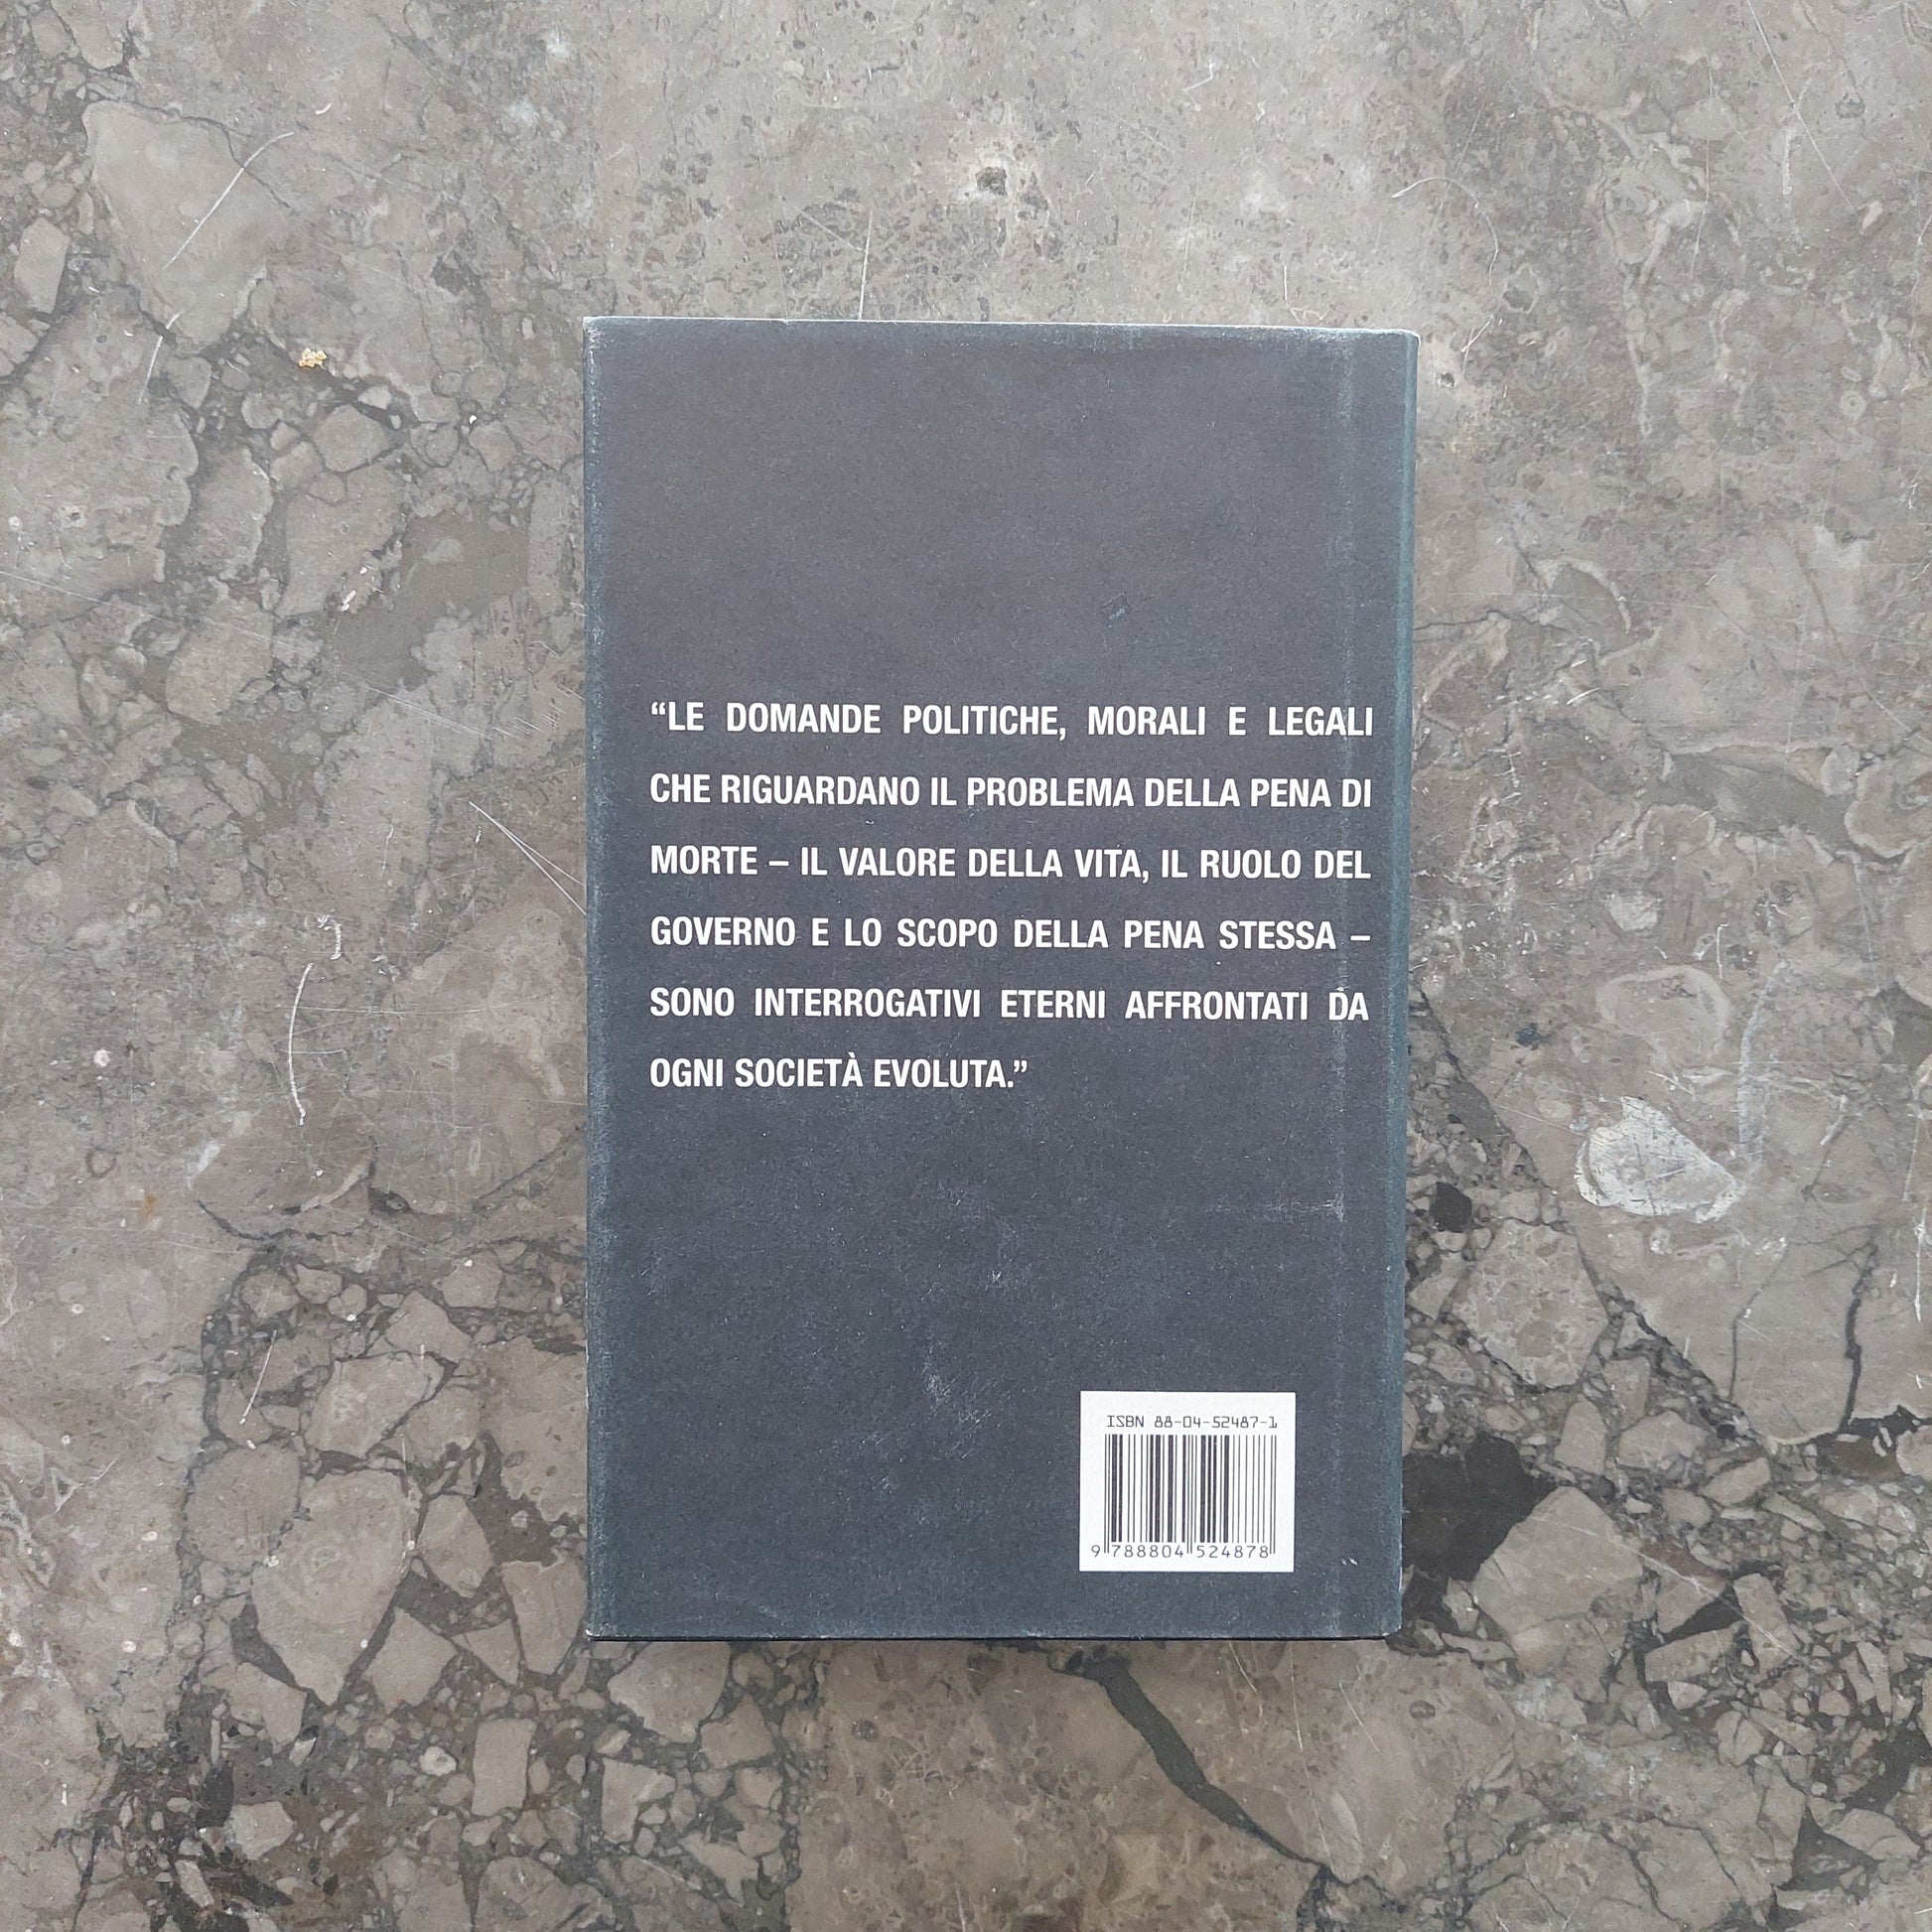 “LE DOMANDE POLITICHE, MORALI E LEGALI
CHE RIGUARDANO IL PROBLEMA DELLA PENA DI
MORTE – IL VALORE DELLA VITA, IL RUOLO DEL
GOVERNO E LO SCOPO DELLA PENA STESSA –
SONO INTERROGATIVI ETERNI AFFRONTATI DA
OGNI SOCIETÀ EVOLUTA.”
ISBN 88-04-52487-1
9 788804 524878